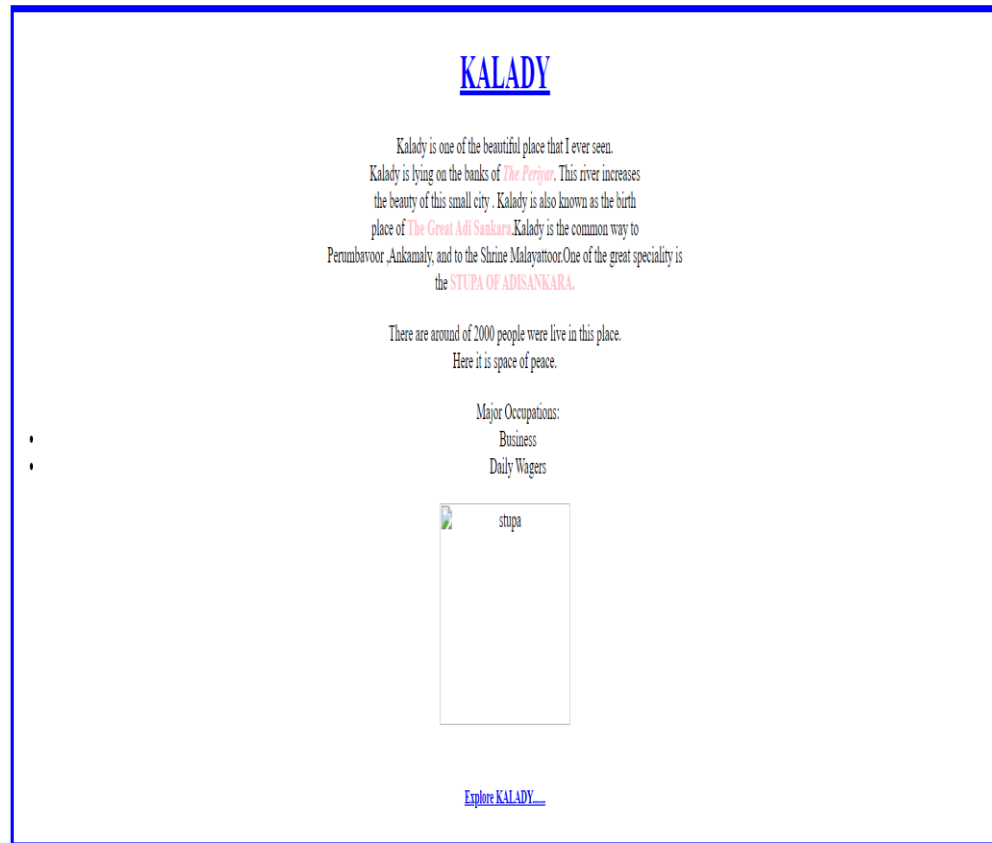 KALADY
Kalady is one of the beautiful place that I ever seen.
Kalady is lying on the banks of The Periyar. This river increases
the beauty of this small city . Kalady is also known as the birth
place of The Great Adi Sankara.Kalady is the common way to
Perumbavoor ,Ankamaly, and to the Shrine Malayattoor.One of the great speciality is
the STUPA OF ADISANKARA.
There are around of 2000 people were live in this place.
Here it is space of peace.
Major Occupations:
Business
Daily Wagers
stupa
Explore KALADY......